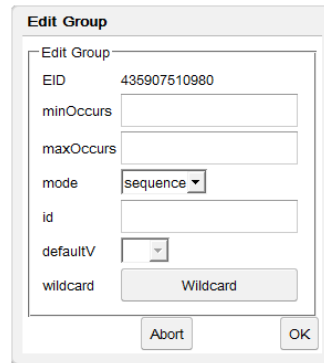 Edit Group
Edit Group
EID 435907510980
minOccurs
maxOccurs
mode sequence
id
defaultV
wildcard Wildcard
Abort OK